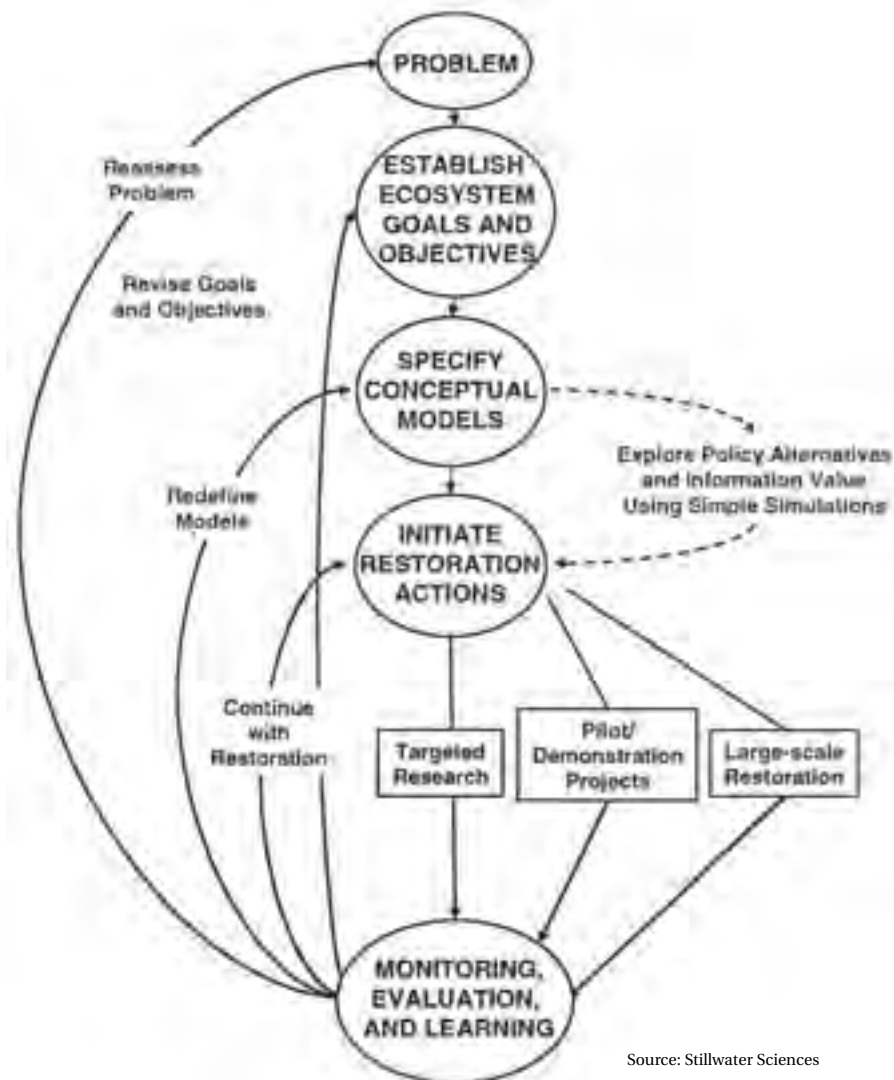 PROBLEM
Reassess
Problem
ESTABLISH
ECOSYSTEM
GOALS AND
OBJECTIVES
Revise Goals
and Objectives
SPECIFY
CONCEPTUAL
MODELS
Explore Policy Alternatives
and Information Value
Using Simple Simulations
Redefine
Models
INITIATE
RESTORATION
ACTIONS
Continue
with
Restoration
Targeted
Research
Pilot/
Demonstration
Projects
Large-scale
Restoration
MONITORING,
EVALUATION,
AND LEARNING
Source: Stillwater Sciences